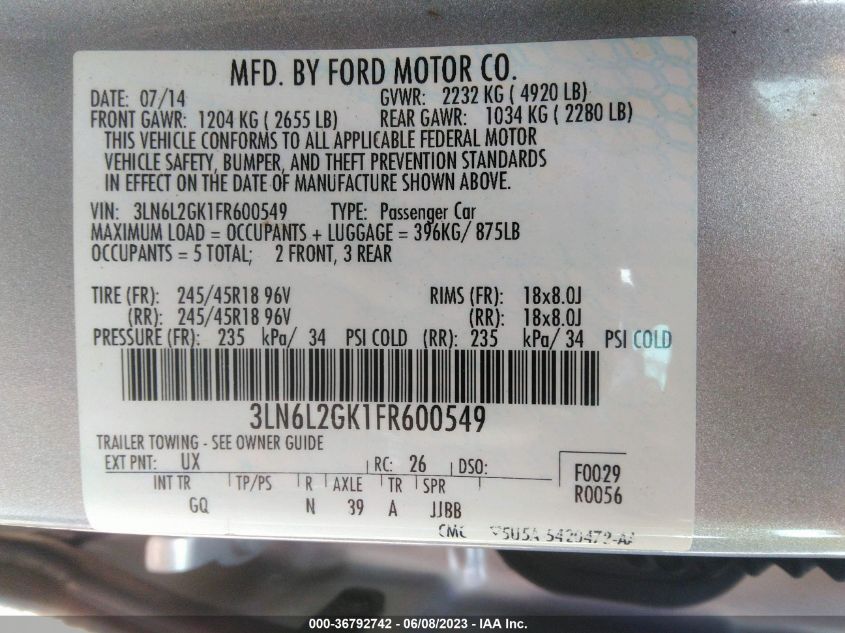 MFD. BY FORD MOTOR CO.
DATE: 07/14 GVWR: 2232 KG ( 4920 LB)
FRONT GAWR: 1204 KG ( 2655 LB) REAR GAWR: 1034 KG ( 2280 LB)
THIS VEHICLE CONFORMS TO ALL APPLICABLE FEDERAL MOTOR
VEHICLE SAFETY, BUMPER, AND THEFT PREVENTION STANDARDS
IN EFFECT ON THE DATE OF MANUFACTURE SHOWN ABOVE.
VIN: 3LN6L2GK1FR600549 TYPE: Passenger Car
MAXIMUM LOAD = OCCUPANTS + LUGGAGE = 396KG/ 875LB
OCCUPANTS = 5 TOTAL; 2 FRONT, 3 REAR
TIRE (FR): 245/45R18 96V RIMS (FR): 18x8.0J
(RR): 245/45R18 96V (RR): 18x8.0J
PRESSURE (FR): 235 kPa/ 34 PSI COLD (RR): 235 kPa/ 34 PSI COLD
3LN6L2GK1FR600549
TRAILER TOWING - SEE OWNER GUIDE
EXT PNT: UX RC: 26 DSO: F0029
INT TR TP/PS R AXLE TR SPR R0056
GQ N 39 A JJBB
000-36792742 - 06/08/2023 - IAA Inc.